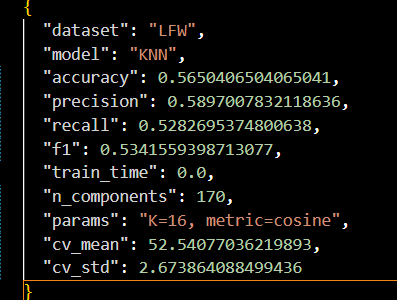 {
"dataset": "LFW",
"model": "KNN",
"accuracy": 0.5650406504065041,
"precision": 0.5897007832118636,
"recall": 0.5282695374800638,
"f1": 0.5341559398713077,
"train_time": 0.0,
"n_components": 170,
"params": "K=16, metric=cosine",
"cv_mean": 52.54077036219893,
"cv_std": 2.673864088499436
}